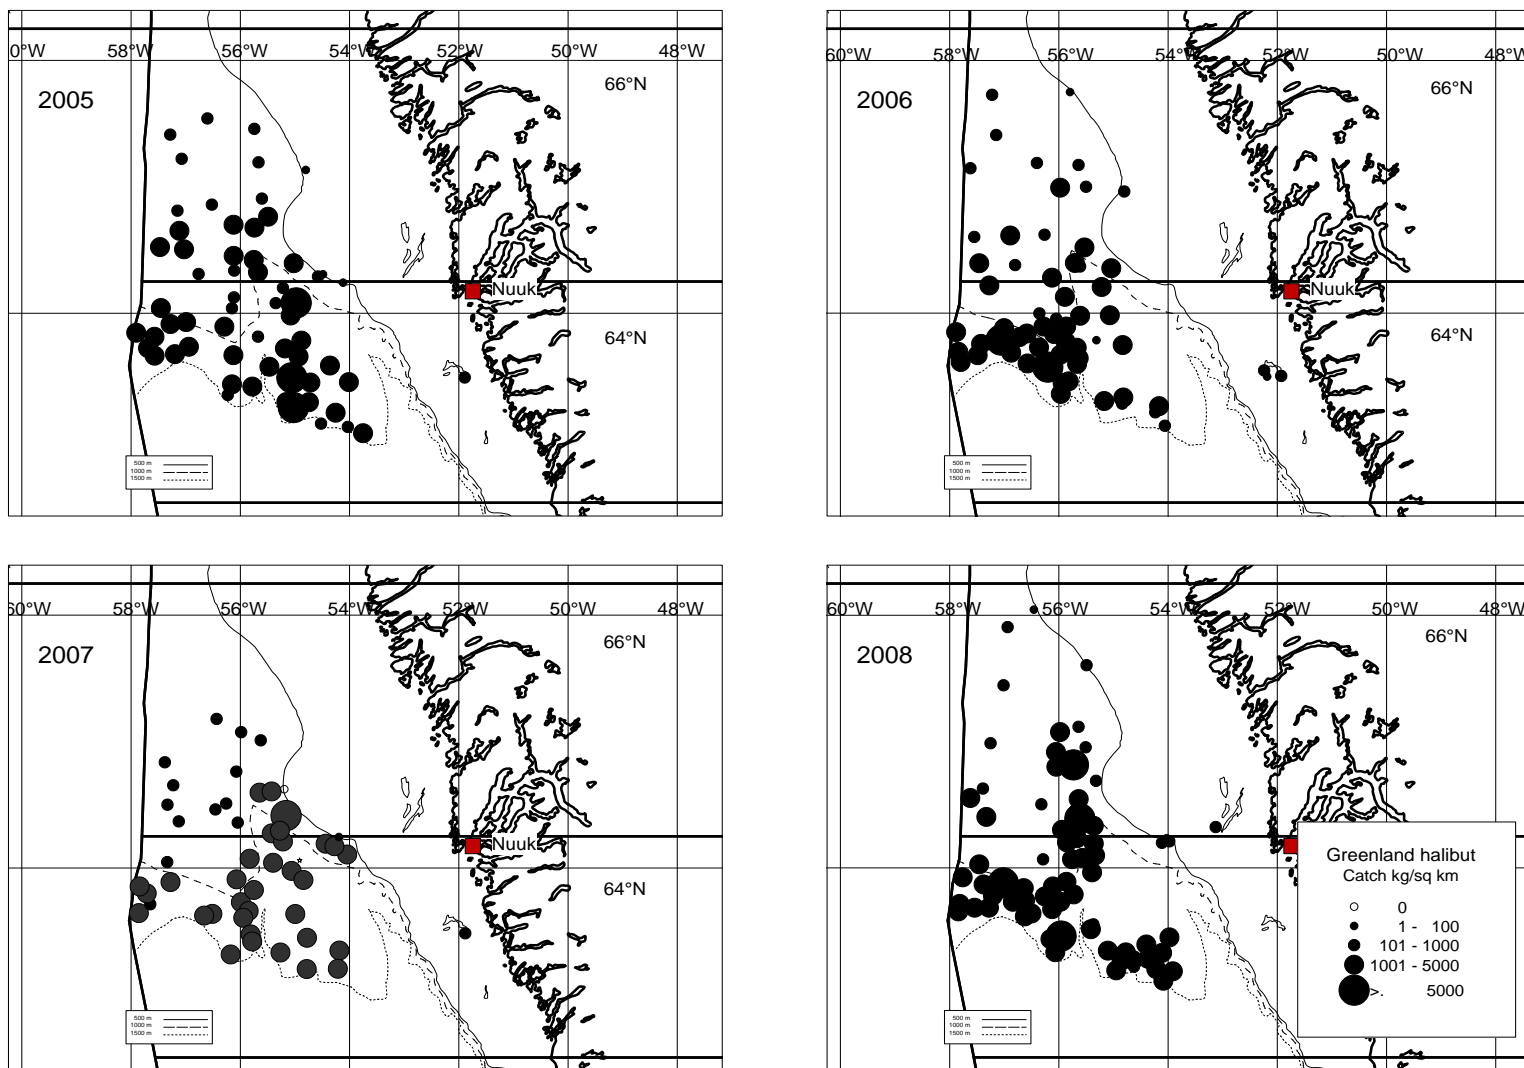 0°W 58°W 56°W 54°W 52°W 50°W 48°W
2005
66°N
Nuuk
64°N
500 m
1000 m
1500 m
60°W 58°W 56°W 54°W 52°W 50°W 48°W
2006
66°N
Nuuk
64°N
500 m
1000 m
1500 m
60°W 58°W 56°W 54°W 52°W 50°W 48°W
2007
66°N
Nuuk
64°N
500 m
1000 m
1500 m
60°W 58°W 56°W 54°W 52°W 50°W 48°W
2008
66°N
500 m
1000 m
1500 m
Greenland halibut
Catch kg/sq km
0
1 - 100
101 - 1000
1001 - 5000
>. 5000